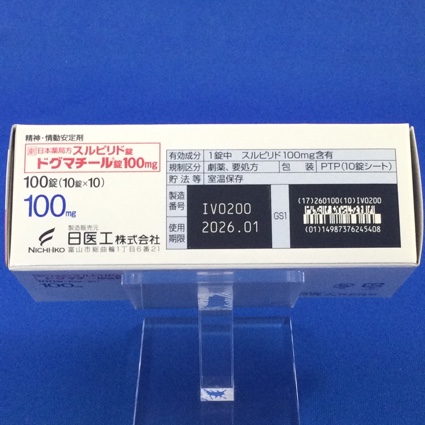 精神・情動安定剤
劇 日本薬局方 スルピリド錠
ドグマチール®錠100mg
100錠(10錠×10)
100mg
製造販売元
日医工株式会社
NICHI-IKO
富山市総曲輪1丁目6番21
有効成分 1錠中 スルピリド100mg含有
規制区分 劇薬、要処方 包装 PTP(10錠シート)
貯法等 室温保存
製造番号 IV0200
使用期限 2026.01
GS1
(17)260100(10)IV0200
(01)14987376245408
100mg